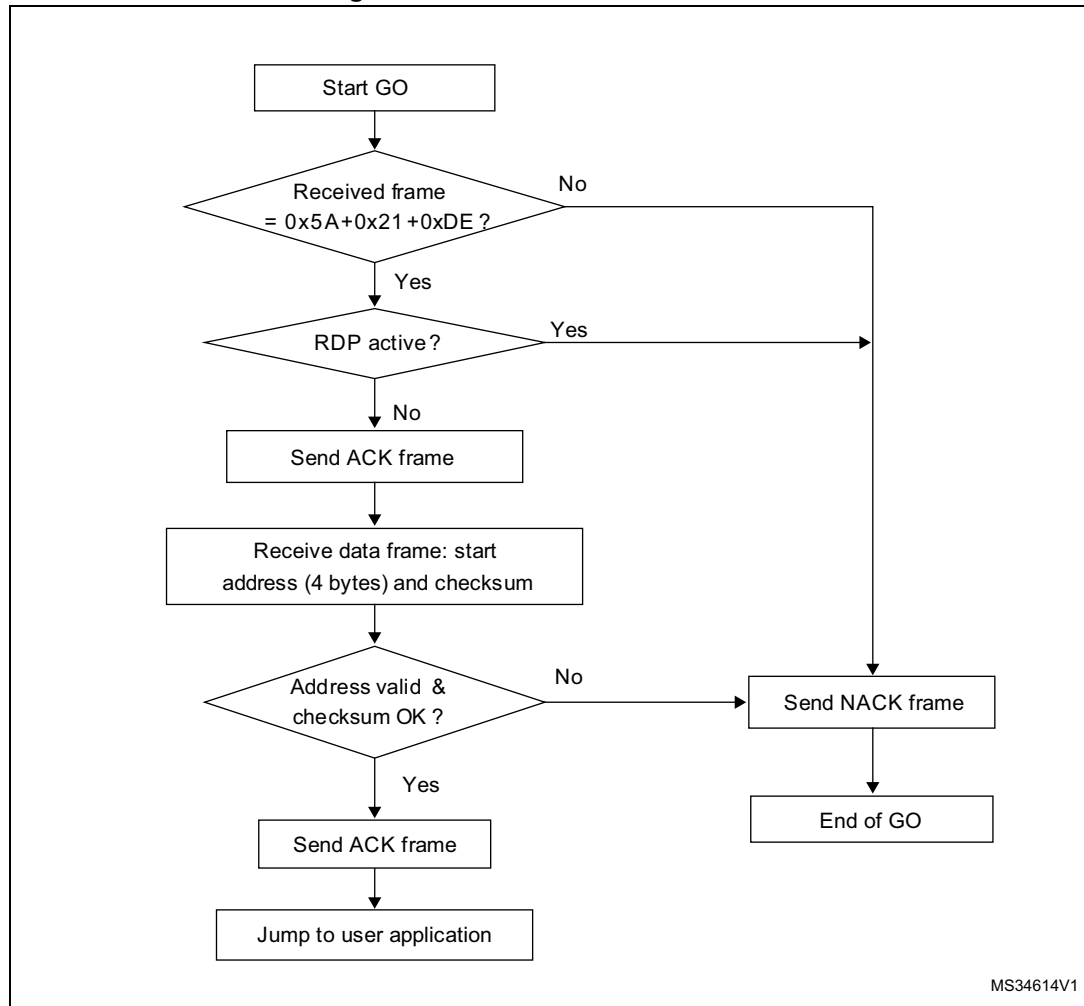 Start GO
Received frame
= 0x5A+0x21+0xDE ?
No
Yes
RDP active ?
Yes
No
Send ACK frame
Receive data frame: start
address (4 bytes) and checksum
Address valid &
checksum OK ?
No
Send NACK frame
Yes
End of GO
Send ACK frame
Jump to user application
MS34614V1